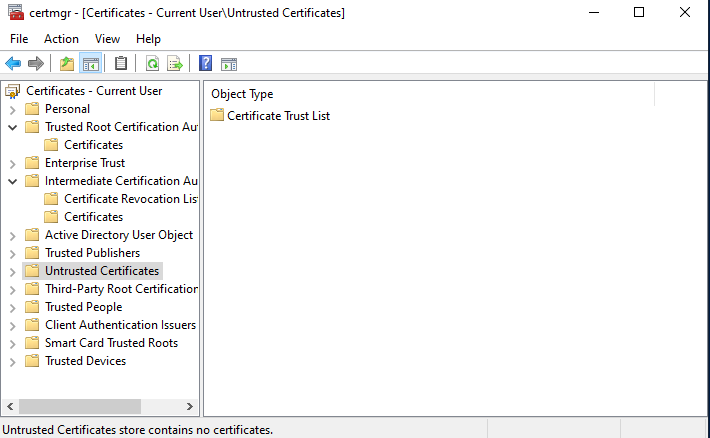 certmgr - [Certificates - Current User\Untrusted Certificates]
File Action View Help
Certificates - Current User
Personal
Trusted Root Certification Au
Certificates
Enterprise Trust
Intermediate Certification Au
Certificate Revocation Lis
Certificates
Active Directory User Object
Trusted Publishers
Untrusted Certificates
Third-Party Root Certification
Trusted People
Client Authentication Issuers
Smart Card Trusted Roots
Trusted Devices
Object Type
Certificate Trust List
Untrusted Certificates store contains no certificates.